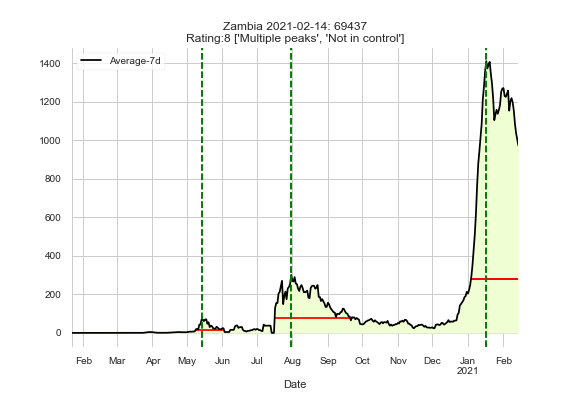 Zambia 2021-02-14: 69437
Rating:8 ['Multiple peaks', 'Not in control']
Average-7d
1400
1200
1000
800
600
400
200
0
Feb Mar Apr May Jun Jul Aug Sep Oct Nov Dec Jan Feb
2021
Date